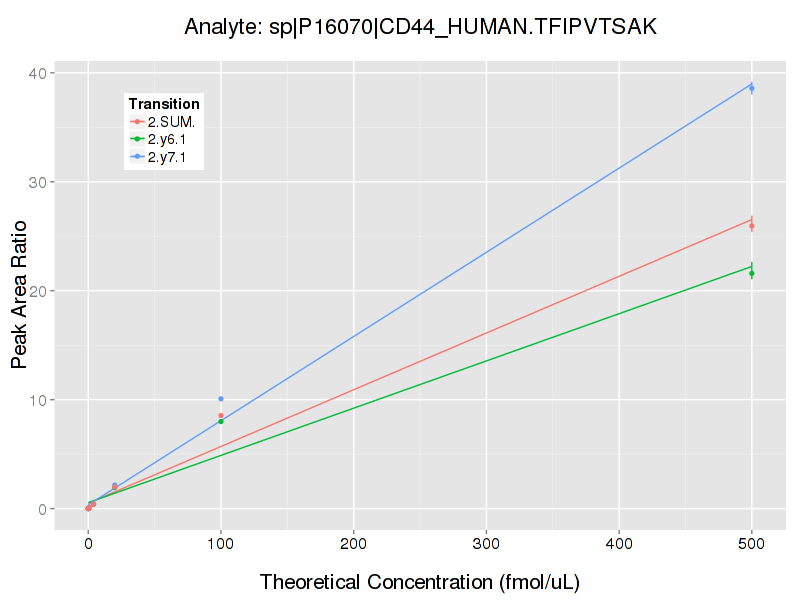 Analyte: sp|P16070|CD44_HUMAN.TFIPVTSAK
40
30
20
10
0
Transition
2.SUM.
2.y6.1
2.y7.1
Peak Area Ratio
0 100 200 300 400 500
Theoretical Concentration (fmol/uL)